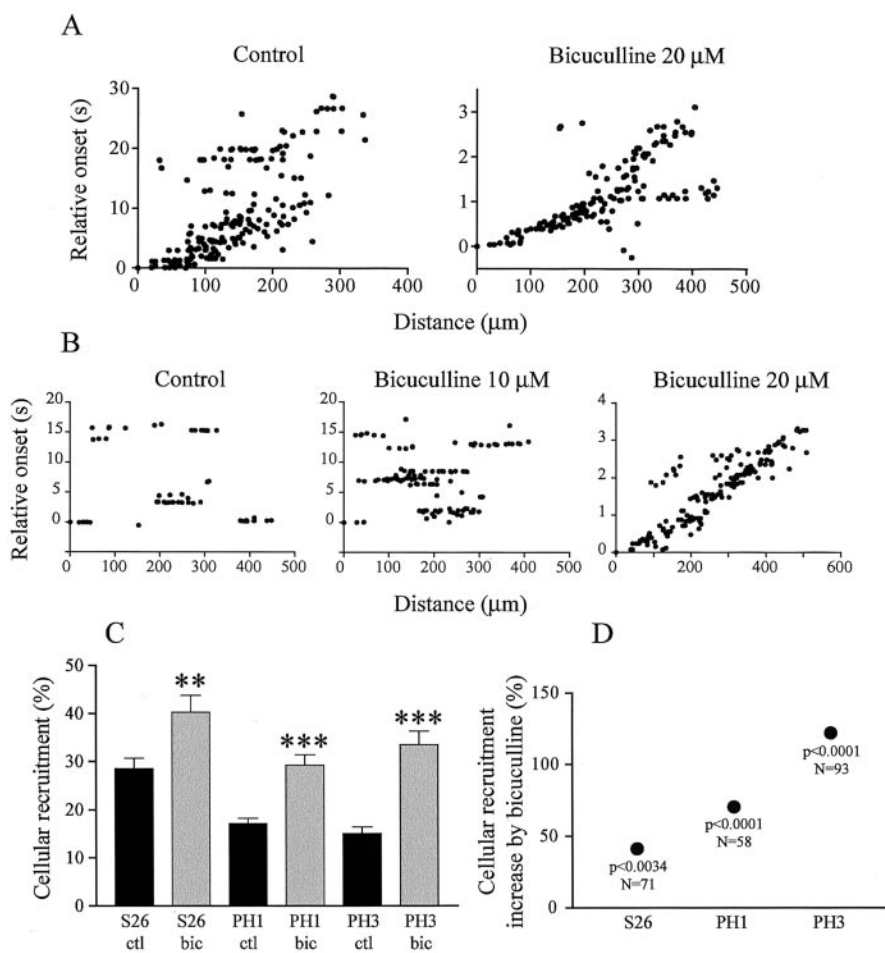 A
Control
Bicuculline 20 μM
Relative onset (s)
30
20
10
0
0 100 200 300 400
3
2
1
0
0 100 200 300 400 500
Distance (μm)
B
Control
Bicuculline 10 μM
Bicuculline 20 μM
Relative onset (s)
20
15
10
5
0
0 100 200 300 400 500
20
15
10
5
0
0 100 200 300 400 500
4
3
2
1
0
0 200 400 600
Distance (μm)
C
Cellular recruitment (%)
50
40
30
20
10
0
**
***
***
S26 S26 PH1 PH1 PH3 PH3
ctl bic ctl bic ctl bic
D
Cellular recruitment
increase by bicuculline (%)
150
100
50
0
p<0.0034
N=71
p<0.0001
N=58
p<0.0001
N=93
S26 PH1 PH3